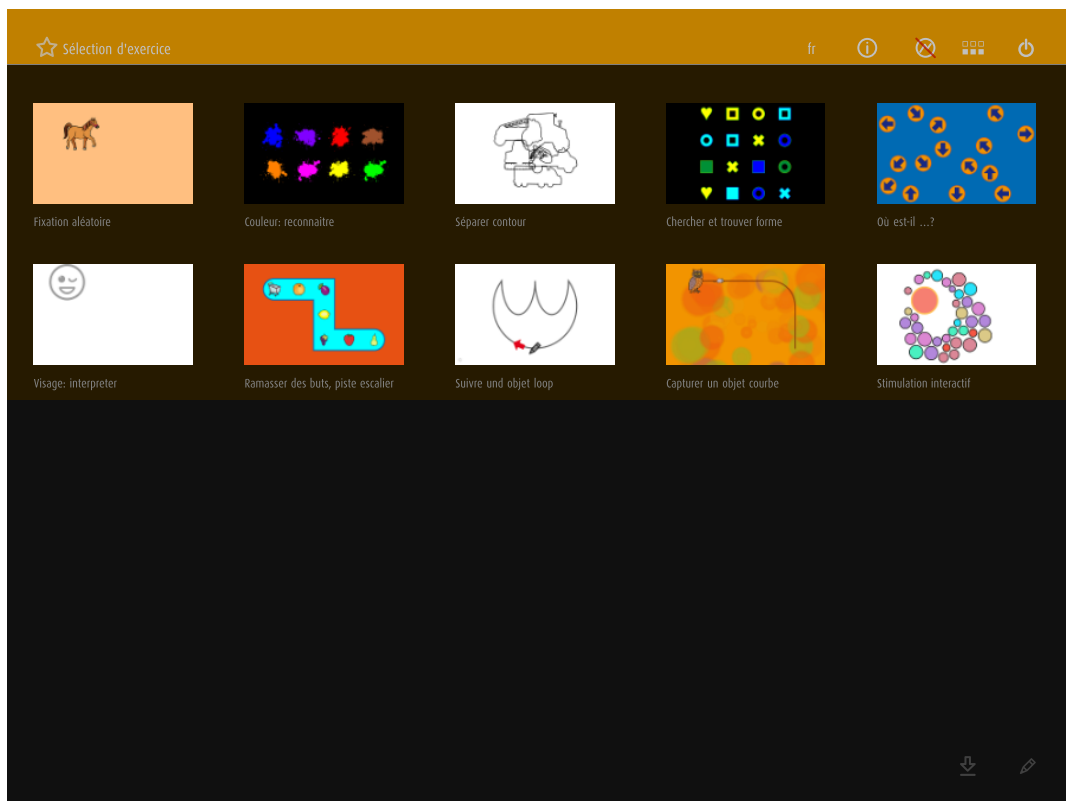 Sélection d'exercice
fr
Fixation aléatoire
Couleur: reconnaitre
Séparer contour
Chercher et trouver forme
Où est-il ...?
Visage: interpreter
Ramasser des buts, piste escalier
Suivre und objet loop
Capturer un objet courbe
Stimulation interactif